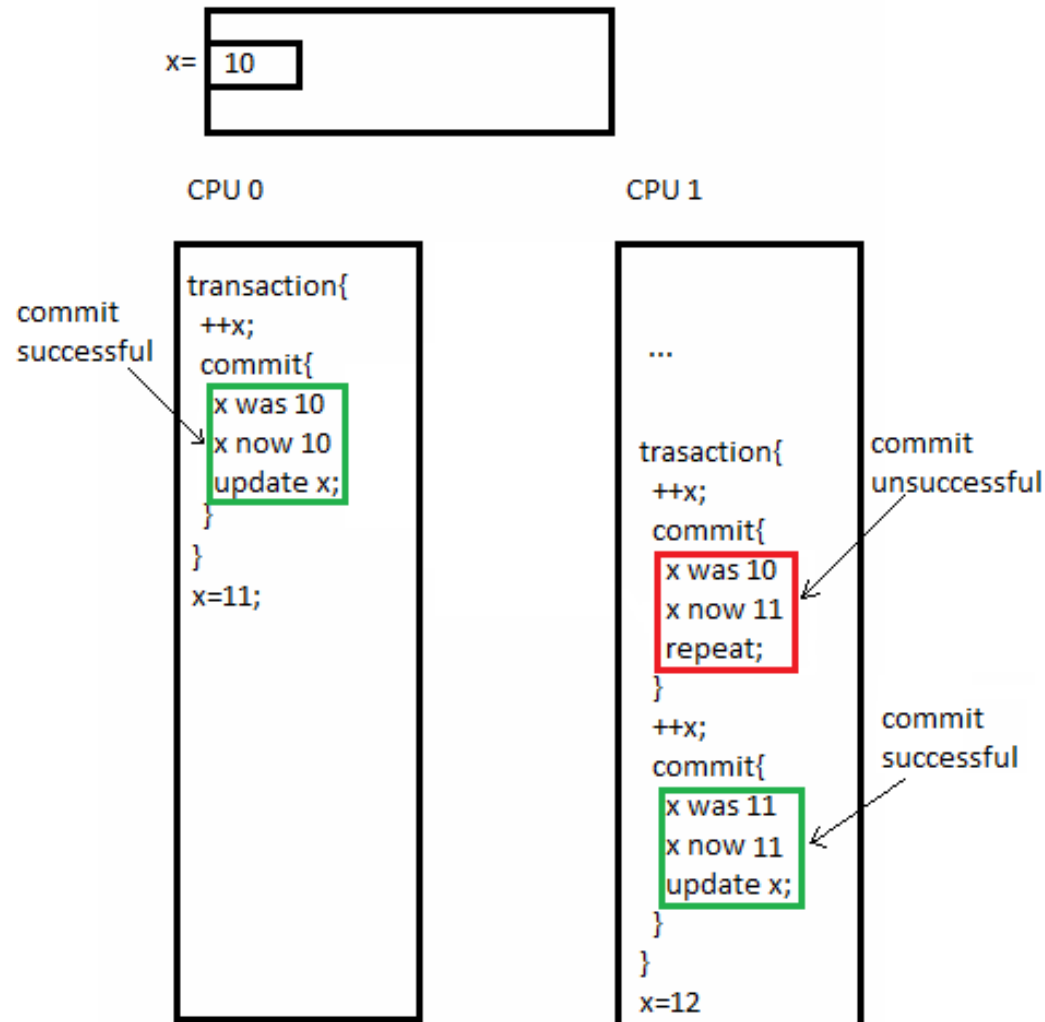 x= 10
CPU 0
CPU 1
commit
successful
transaction{
++x;
commit{
x was 10
x now 10
update x;
}
}
x=11;
...
trasaction{
++x;
commit{
x was 10
x now 11
repeat;
}
++x;
commit{
x was 11
x now 11
update x;
}
}
x=12
commit
unsuccessful
commit
successful